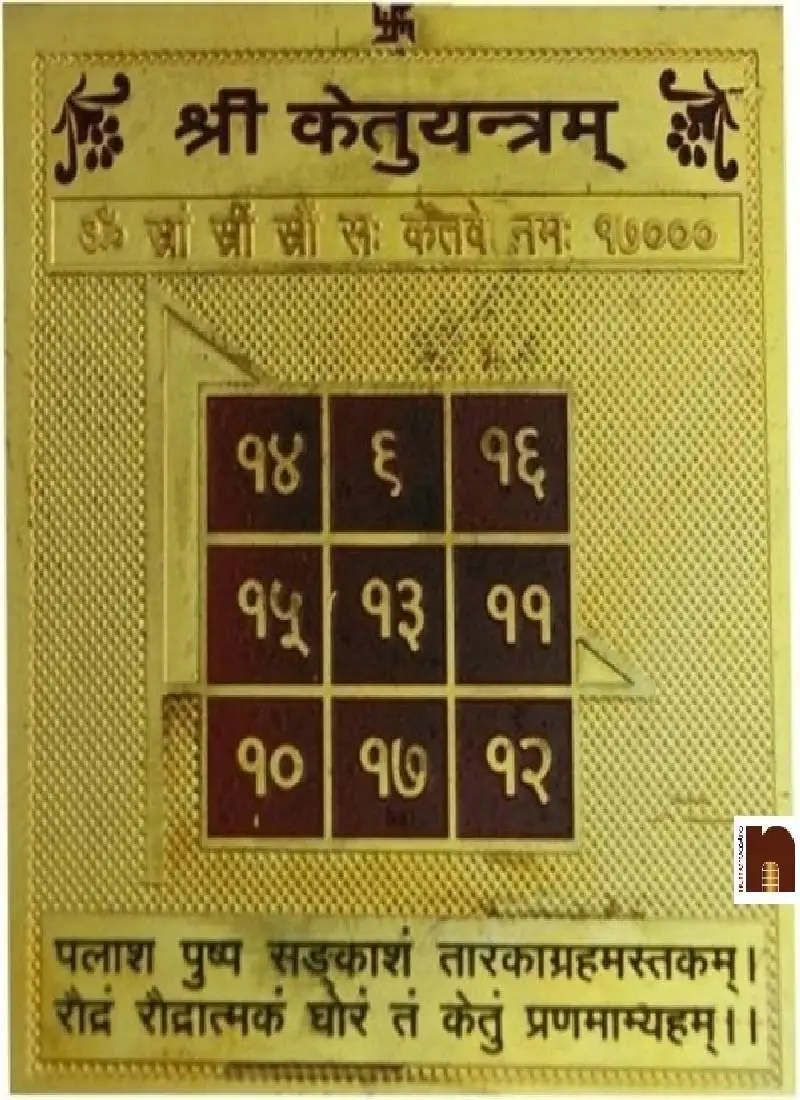 श्री केतुयन्त्रम्
ॐ स्रां स्रीं स्रौं सः केतवे नमः १७०००
१४ ६ १६
१५ १३ ११
१० १७ १२
पलाश पुष्प सङ्काशं तारकाग्रहमस्तकम्।
रौद्रं रौद्रात्मकं घोरं तं केतुं प्रणमाम्यहम्।।